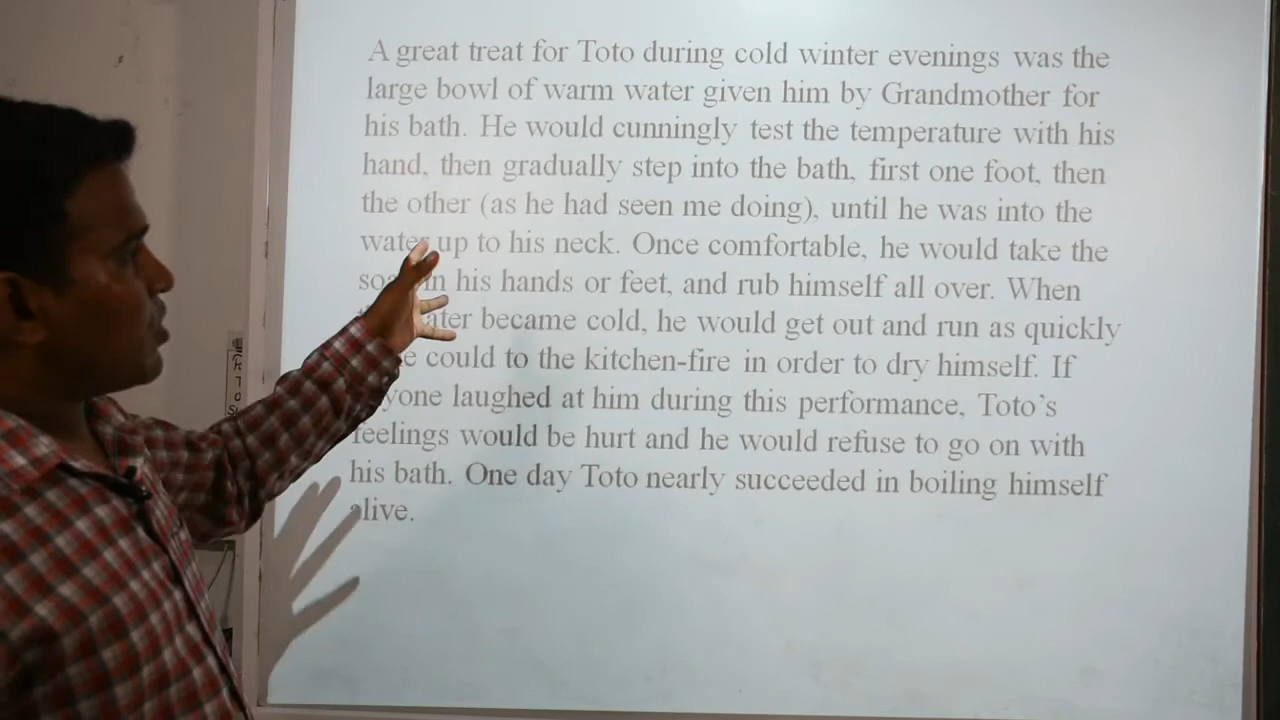 A great treat for Toto during cold winter evenings was the
large bowl of warm water given him by Grandmother for
his bath. He would cunningly test the temperature with his
hand, then gradually step into the bath, first one foot, then
the other (as he had seen me doing), until he was into the
water up to his neck. Once comfortable, he would take the
in his hands or feet, and rub himself all over. When
became cold, he would get out and run as quickly
could to the kitchen-fire in order to dry himself. If
laughed at him during this performance, Toto's
feelings would be hurt and he would refuse to go on with
his bath. One day Toto nearly succeeded in boiling himself
alive.